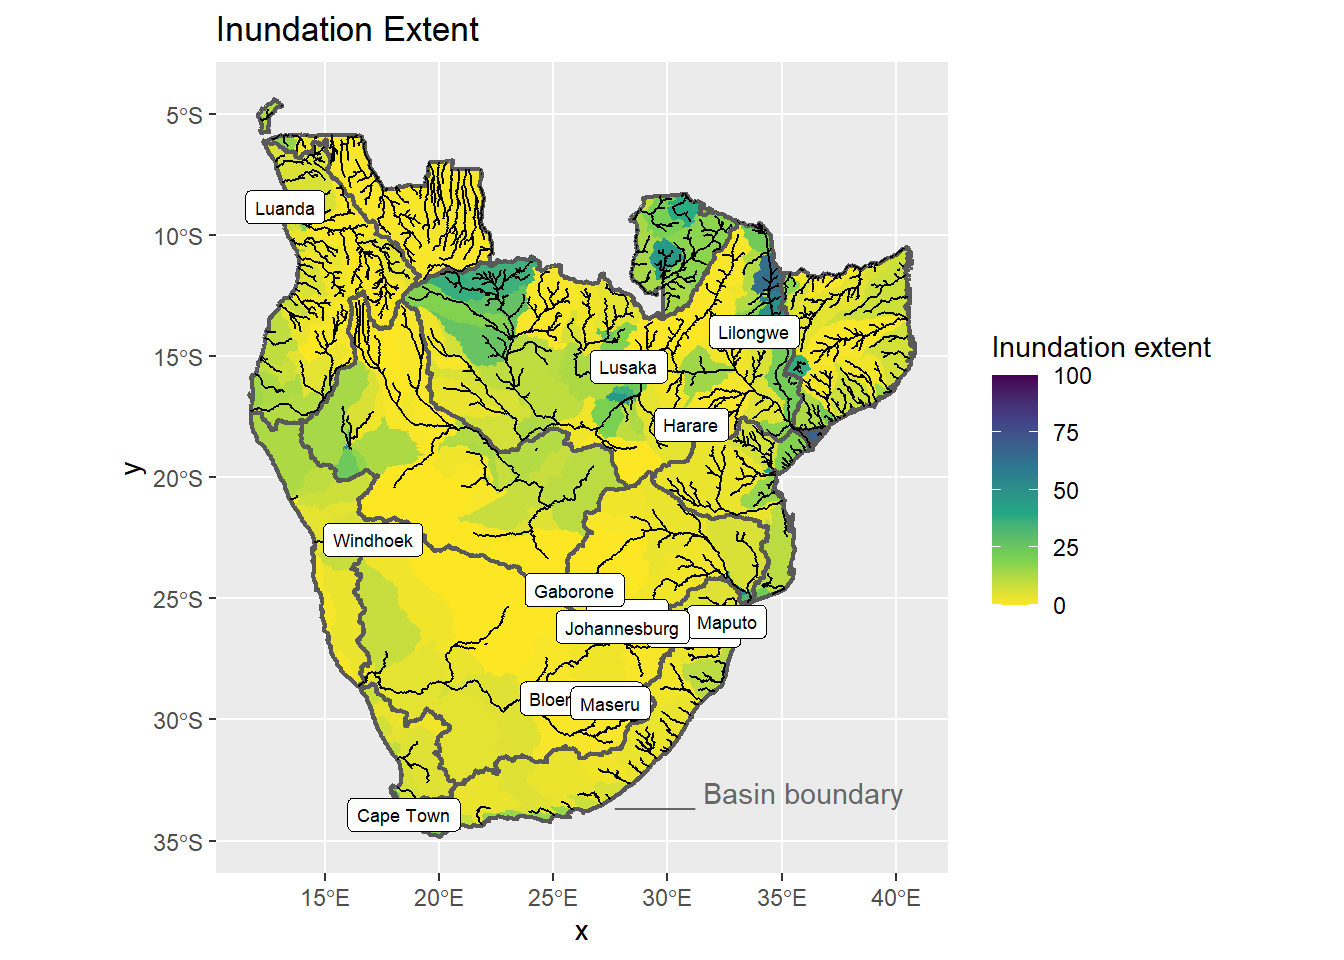 Inundation Extent
5°S
10°S
15°S
20°S
25°S
30°S
35°S
y
Luanda
Lilongwe
Lusaka
Harare
Windhoek
Gaborone
Johannesburg
Maputo
Maseru
Cape Town
Basin boundary
15°E
20°E
25°E
30°E
35°E
40°E
x
Inundation extent
100
75
50
25
0